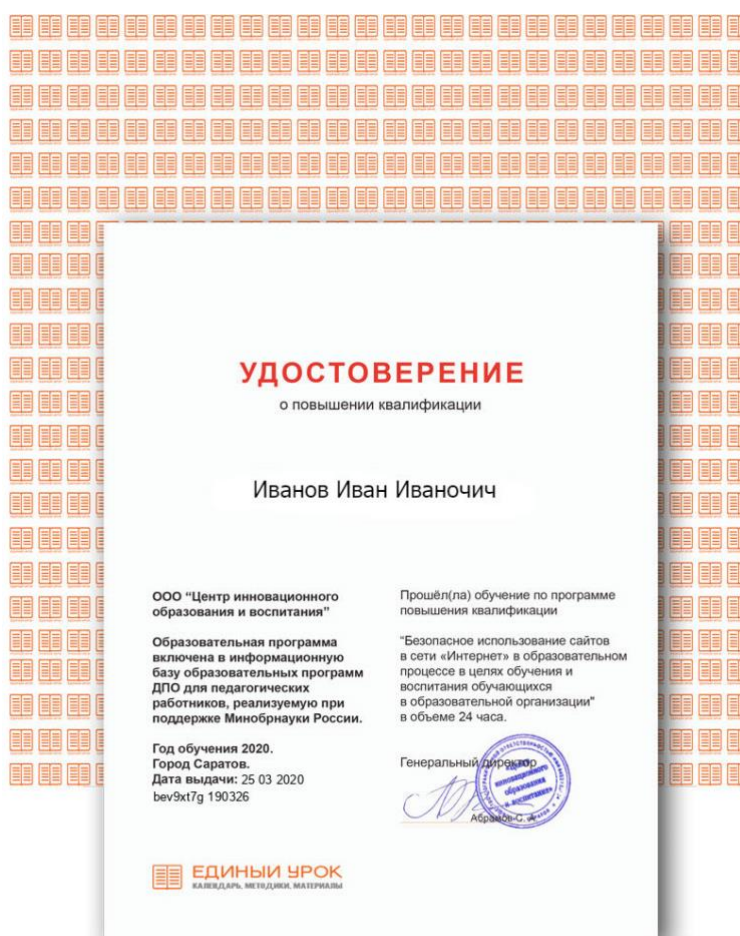 УДОСТОВЕРЕНИЕ
о повышении квалификации
Иванов Иван Иваночич
ООО “Центр инновационного
образования и воспитания”
Образовательная программа
включена в информационную
базу образовательных программ
ДПО для педагогических
работников, реализуемую при
поддержке Минобрнауки России.
Год обучения 2020.
Город Саратов.
Дата выдачи: 25 03 2020
bev9xt7g 190326
Прошёл(ла) обучение по программе
повышения квалификации
“Безопасное использование сайтов
в сети «Интернет» в образовательном
процессе в целях обучения и
воспитания обучающихся
в образовательной организации”
в объеме 24 часа.
Генеральный директор
инновационного
образования
и воспитания»
Абрамов С. А
ЕДИНЫЙ УРОК
КАЛЕНДАРЬ, МЕТОДИКИ, МАТЕРИАЛЫ